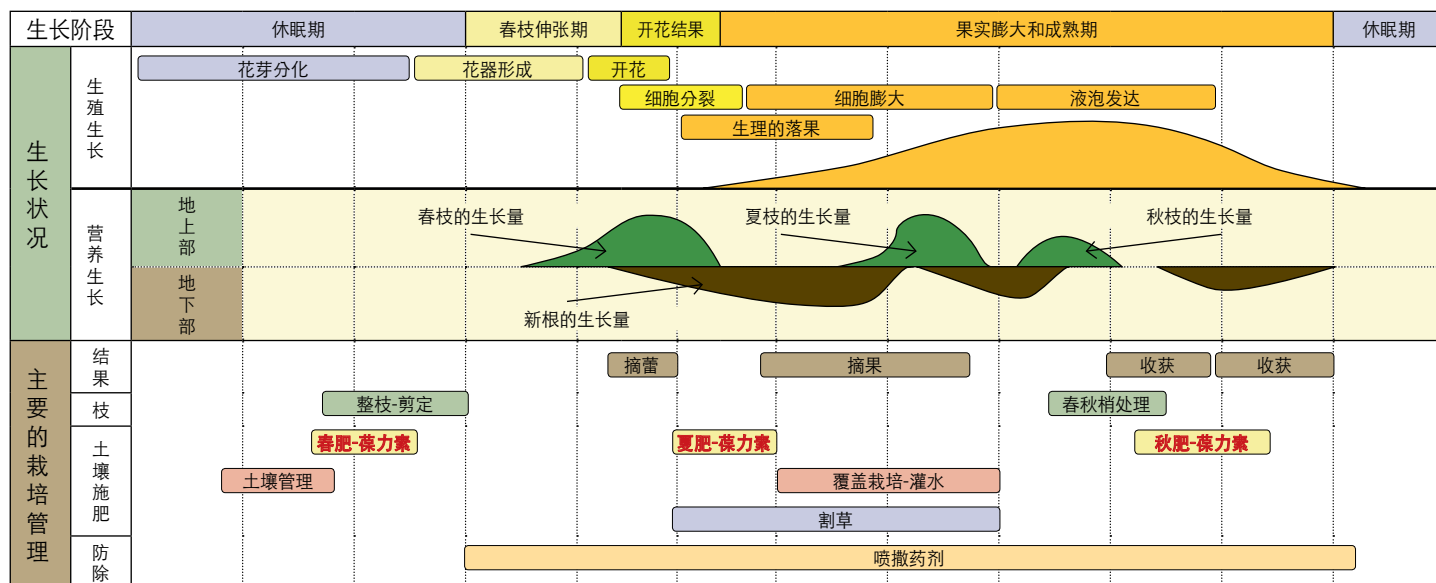 生长阶段
休眠期
春枝伸张期
开花结果
果实膨大和成熟期
休眠期
生长状况
生殖生长
花芽分化
花器形成
开花
细胞分裂
细胞膨大
液泡发达
生理的落果
营养生长
地上部
春枝的生长量
夏枝的生长量
秋枝的生长量
地下部
新根的生长量
主要的栽培管理
结果
摘蕾
摘果
收获
收获
枝
整枝-剪定
春秋梢处理
土壤施肥
春肥-葆力素
夏肥-葆力素
秋肥-葆力素
土壤管理
覆盖栽培-灌水
割草
防除
喷撒药剂